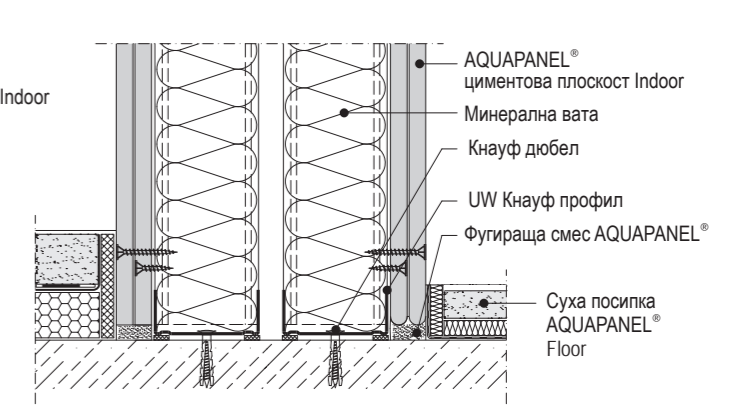 Indoor
AQUAPANEL®
циментова плоскост Indoor
Минерална вата
Кнауф дюбел
UW Кнауф профил
Фугираща смес AQUAPANEL®
Суха посипка
AQUAPANEL®
Floor